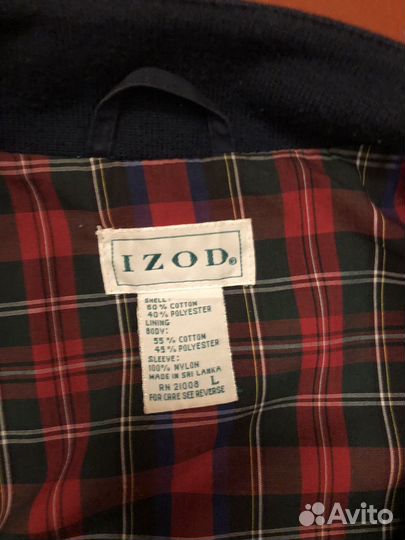 IZOD®
SHELL:
60% COTTON
40% POLYESTER
LINING
BODY:
55% COTTON
45% POLYESTER
SLEEVE:
100% NYLON
MADE IN SRI LANKA
RN 21008 L
FOR CARE SEE REVERSE
Avito